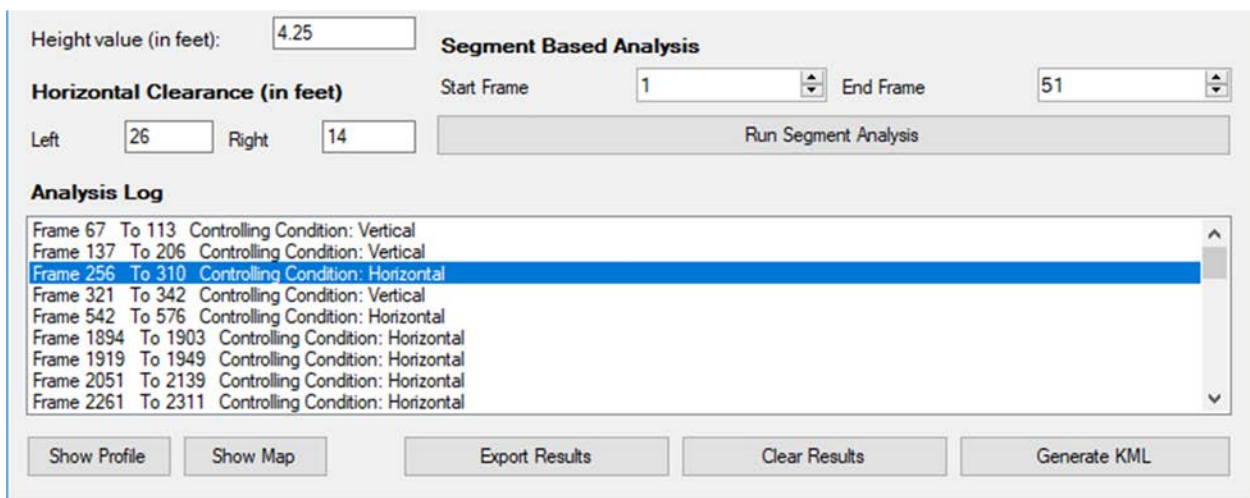 Height value (in feet): 4.25
Horizontal Clearance (in feet)
Left 26 Right 14
Segment Based Analysis
Start Frame 1 End Frame 51
Run Segment Analysis
Analysis Log
Frame 67 To 113 Controlling Condition: Vertical
Frame 137 To 206 Controlling Condition: Vertical
Frame 256 To 310 Controlling Condition: Horizontal
Frame 321 To 342 Controlling Condition: Vertical
Frame 542 To 576 Controlling Condition: Horizontal
Frame 1894 To 1903 Controlling Condition: Horizontal
Frame 1919 To 1949 Controlling Condition: Horizontal
Frame 2051 To 2139 Controlling Condition: Horizontal
Frame 2261 To 2311 Controlling Condition: Horizontal
Show Profile Show Map Export Results Clear Results Generate KML